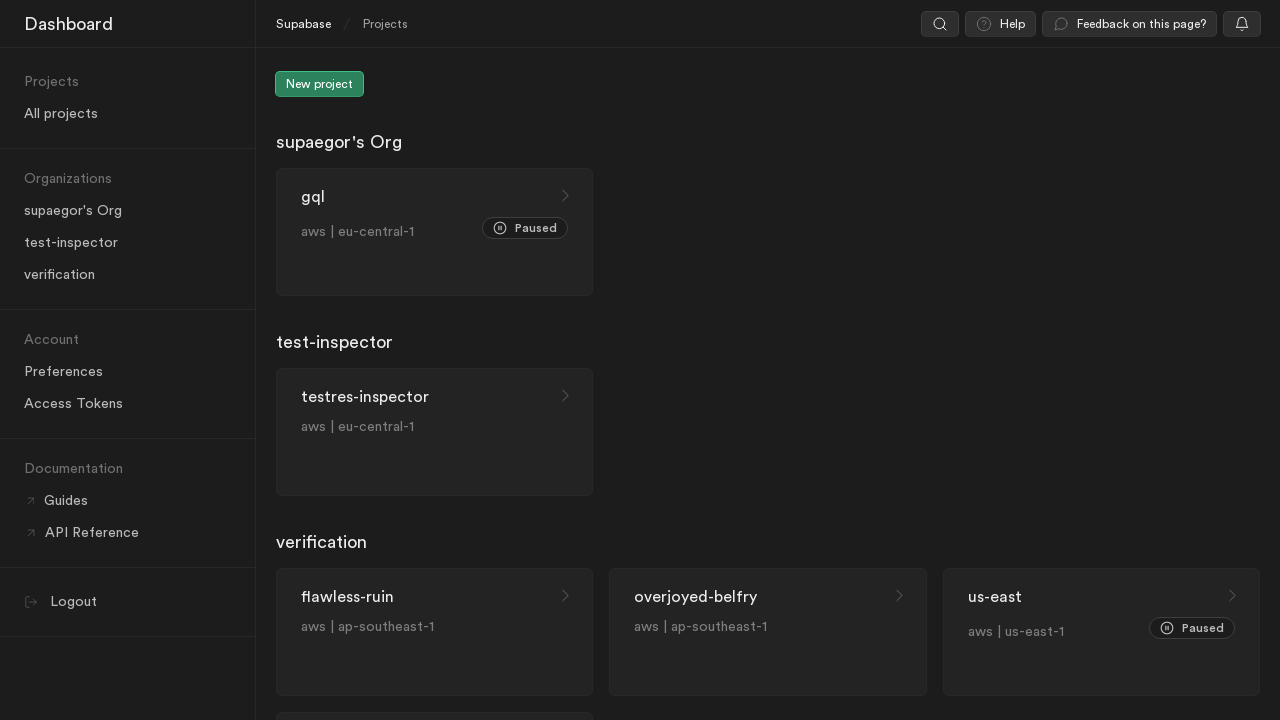 Dashboard
Supabase / Projects
Help
Feedback on this page?
Projects
All projects
Organizations
supaegor's Org
test-inspector
verification
Account
Preferences
Access Tokens
Documentation
Guides
API Reference
Logout
New project
supaegor's Org
gql
aws | eu-central-1
Paused
test-inspector
testres-inspector
aws | eu-central-1
verification
flawless-ruin
aws | ap-southeast-1
overjoyed-belfry
aws | ap-southeast-1
us-east
aws | us-east-1
Paused